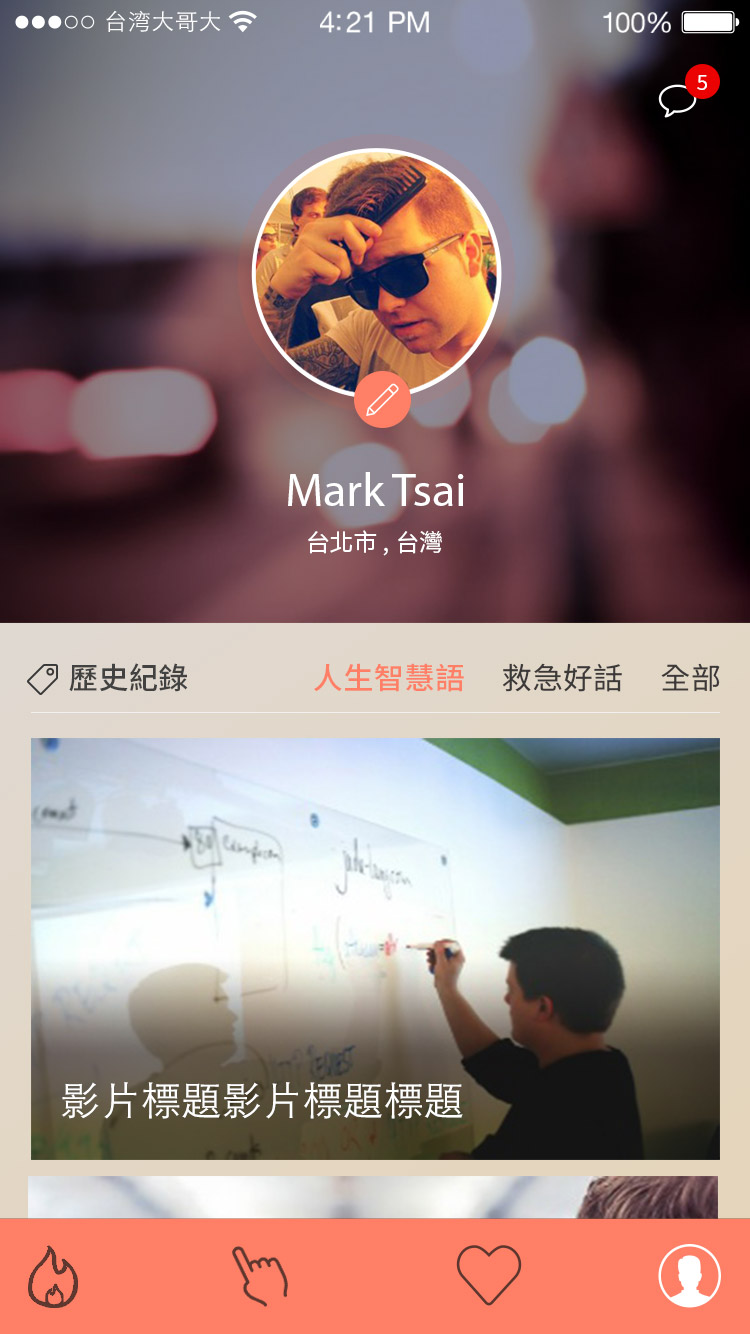 台湾大哥大 4:21 PM 100%
5
Mark Tsai
台北市 , 台灣
歷史紀錄 人生智慧語 救急好話 全部
影片標題影片標題標題